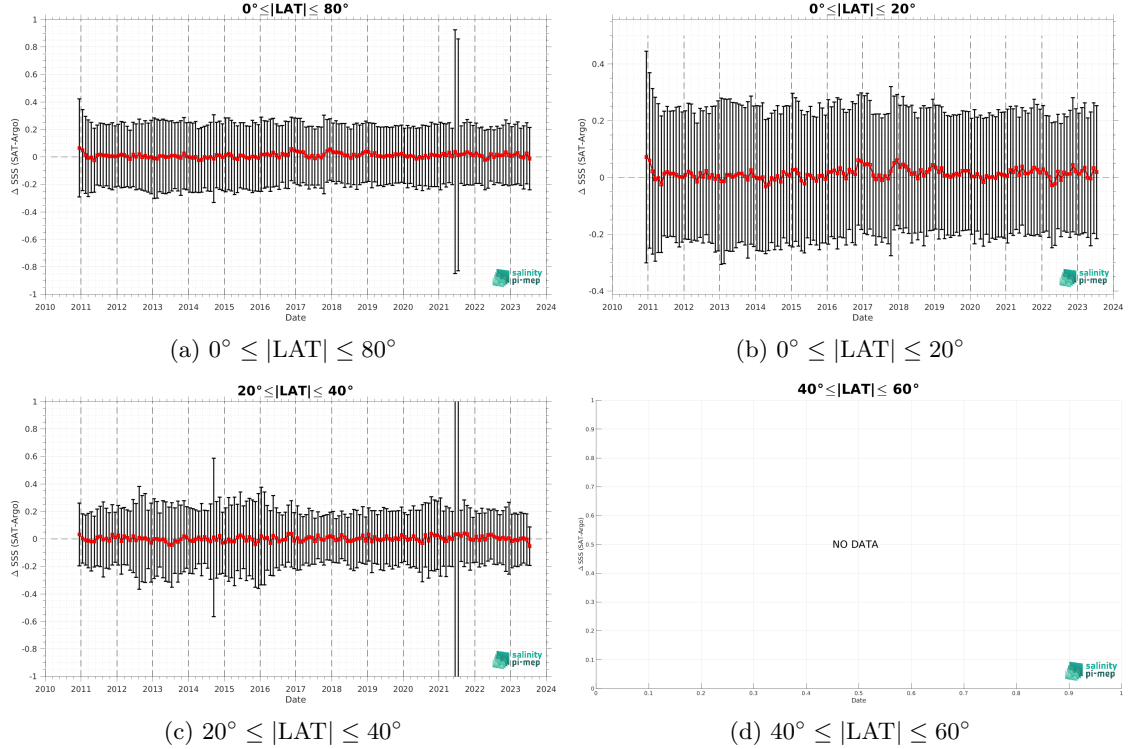 0°≤|LAT|≤ 80°
Δ SSS (SAT-Argo)
1
0.8
0.6
0.4
0.2
0
-0.2
-0.4
-0.6
-0.8
-1
2010 2011 2012 2013 2014 2015 2016 2017 2018 2019 2020 2021 2022 2023 2024
Date
salinity
pi-mep
(a) 0° ≤ |LAT| ≤ 80°
0°≤|LAT|≤ 20°
Δ SSS (SAT-Argo)
0.4
0.2
0
-0.2
-0.4
2010 2011 2012 2013 2014 2015 2016 2017 2018 2019 2020 2021 2022 2023 2024
Date
salinity
pi-mep
(b) 0° ≤ |LAT| ≤ 20°
20°≤|LAT|≤ 40°
Δ SSS (SAT-Argo)
1
0.8
0.6
0.4
0.2
0
-0.2
-0.4
-0.6
-0.8
-1
2010 2011 2012 2013 2014 2015 2016 2017 2018 2019 2020 2021 2022 2023 2024
Date
salinity
pi-mep
(c) 20° ≤ |LAT| ≤ 40°
40°≤|LAT|≤ 60°
Δ SSS (SAT-Argo)
1
0.9
0.8
0.7
0.6
0.5
0.4
0.3
0.2
0.1
0
NO DATA
0 0.1 0.2 0.3 0.4 0.5 0.6 0.7 0.8 0.9 1
Date
salinity
pi-mep
(d) 40° ≤ |LAT| ≤ 60°